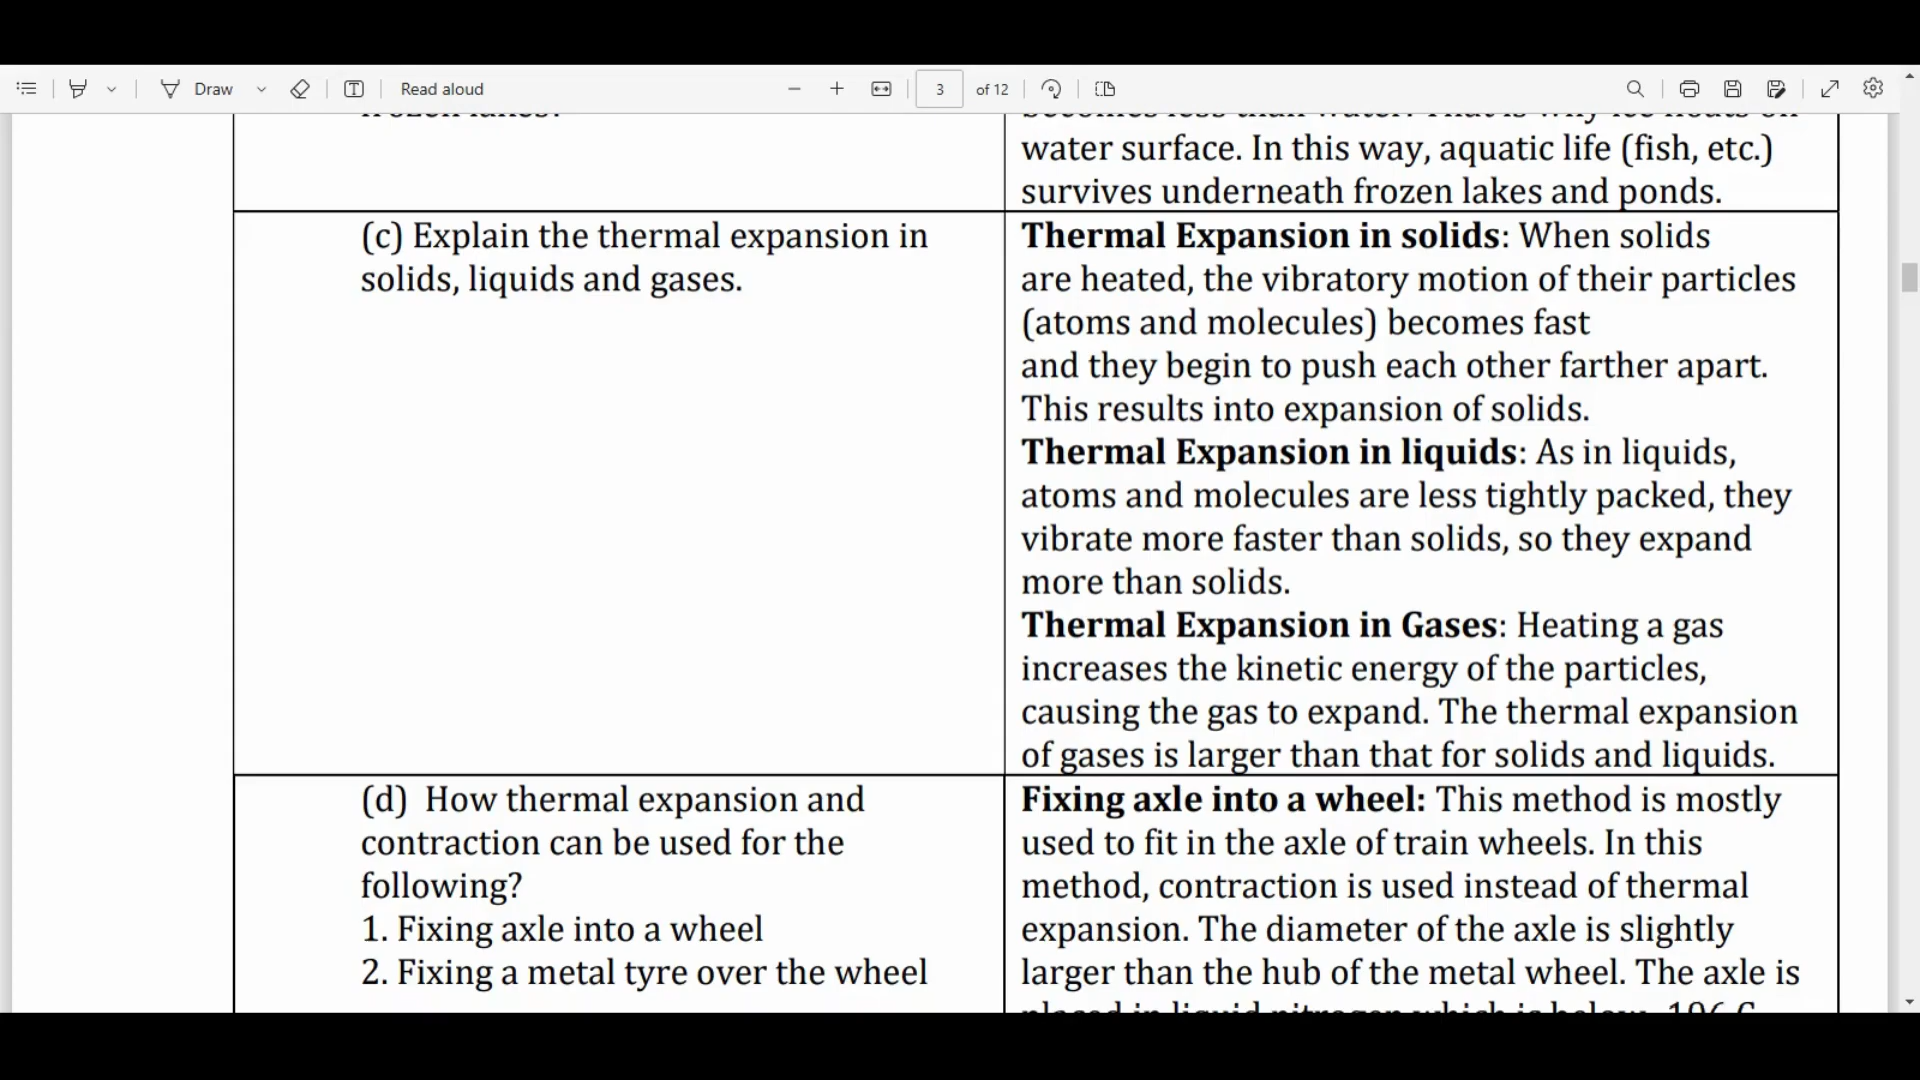 Draw
Read aloud
3 of 12
water surface. In this way, aquatic life (fish, etc.)
survives underneath frozen lakes and ponds.
(c) Explain the thermal expansion in
solids, liquids and gases.
Thermal Expansion in solids: When solids
are heated, the vibratory motion of their particles
(atoms and molecules) becomes fast
and they begin to push each other farther apart.
This results into expansion of solids.
Thermal Expansion in liquids: As in liquids,
atoms and molecules are less tightly packed, they
vibrate more faster than solids, so they expand
more than solids.
Thermal Expansion in Gases: Heating a gas
increases the kinetic energy of the particles,
causing the gas to expand. The thermal expansion
of gases is larger than that for solids and liquids.
(d) How thermal expansion and
contraction can be used for the
following?
1. Fixing axle into a wheel
2. Fixing a metal tyre over the wheel
Fixing axle into a wheel: This method is mostly
used to fit in the axle of train wheels. In this
method, contraction is used instead of thermal
expansion. The diameter of the axle is slightly
larger than the hub of the metal wheel. The axle is